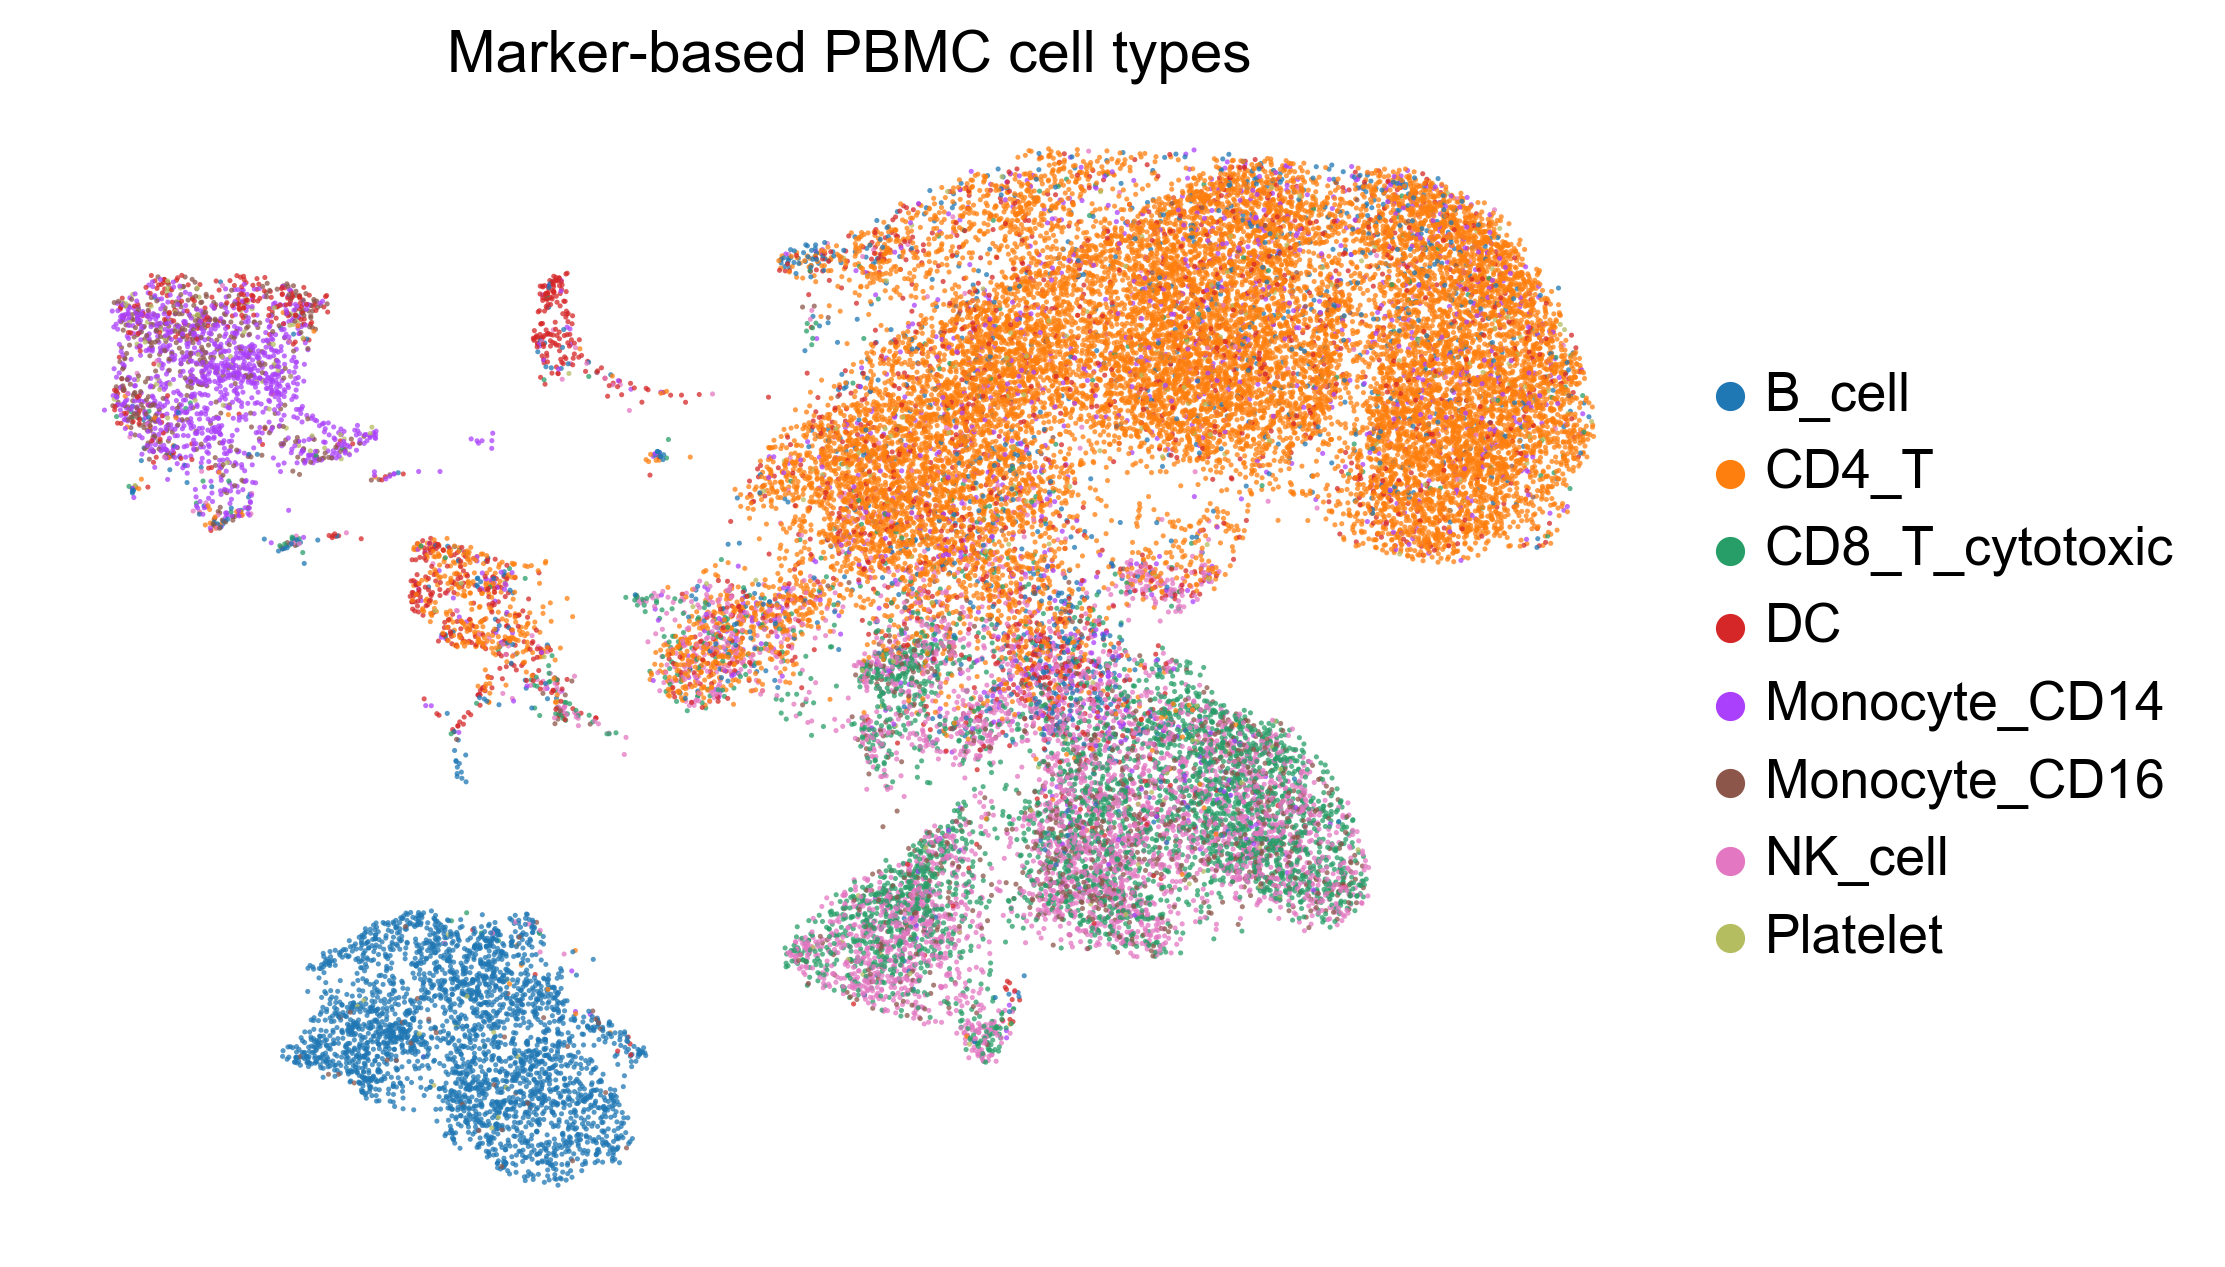 Marker-based PBMC cell types
B_cell
CD4_T
CD8_T_cytotoxic
DC
Monocyte_CD14
Monocyte_CD16
NK_cell
Platelet